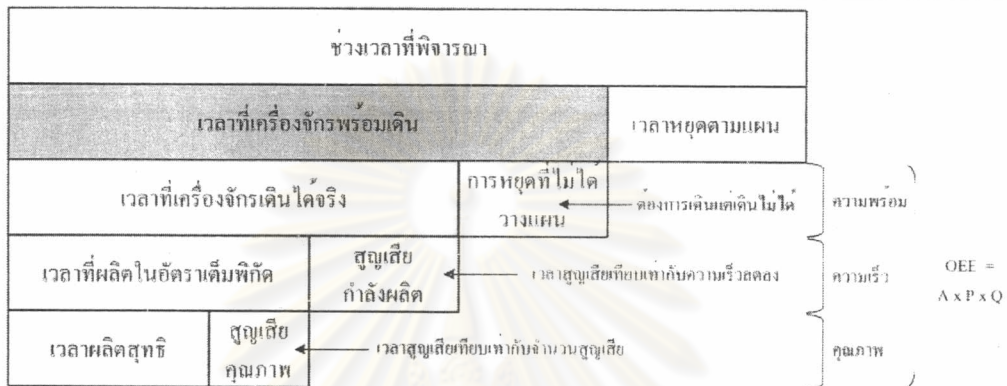 ช่วงเวลาที่พิจารณา
เวลาที่เครื่องจักรพร้อมเดิน
เวลาหยุดตามแผน
เวลาที่เครื่องจักรเดินได้จริง
การหยุดที่ไม่ได้
วางแผน
ต้องการเดินแต่เดินไม่ได้
ความพร้อม
เวลาที่ผลิตในอัตราเต็มพิกัด
สูญเสีย
กำลังผลิต
เวลาสูญเสียเทียบเท่ากับความเร็วลดลง
ความเร็ว
OEE =
A x P x Q
เวลาผลิตสุทธิ
สูญเสีย
คุณภาพ
เวลาสูญเสียเทียบเท่ากับจำนวนสูญเสีย
คุณภาพ